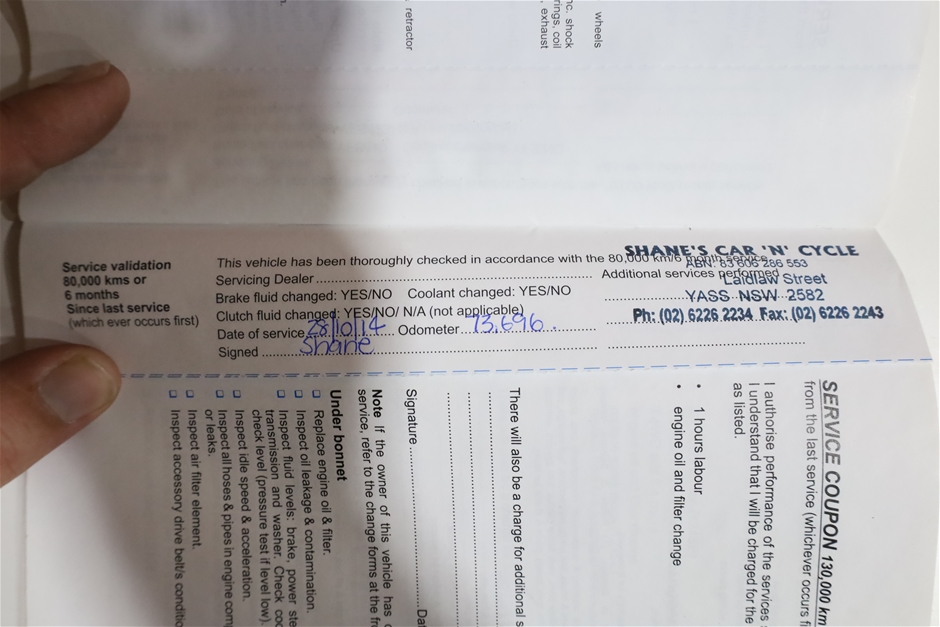 retractor
nc. shock
rings, coil
, exhaust
wheels
SHANE'S CAR 'N' CYCLE
ABN: 83 606 286 553
Laidlaw Street
YASS NSW 2582
Ph: (02) 6226 2234 Fax: (02) 6226 2243
Service validation
80,000 kms or
6 months
Since last service
(which ever occurs first)
This vehicle has been thoroughly checked in accordance with the 80,000 km/6 month service.
Servicing Dealer
Additional services performed
Brake fluid changed: YES/NO Coolant changed: YES/NO
Clutch fluid changed: YES/NO/ N/A (not applicable)
Date of service 28/10/14 Odometer 73,696.
Signed Shane
SERVICE COUPON 130,000 km
from the last service (whichever occurs fi
I authorise performance of the services
I understand that I will be charged for the
as listed.
• 1 hours labour
• engine oil and filter change
There will also be a charge for additional s
Signature Dat
Note If the owner of this vehicle has c
service, refer to the change forms at the fr
Under bonnet
Replace engine oil & filter.
Inspect oil leakage & contamination.
Inspect fluid levels: brake, power ste
transmission and washer. Check coo
check level (pressure test if level low).
Inspect idle speed & acceleration.
Inspect all hoses & pipes in engine com
or leaks.
Inspect air filter element.
Inspect accessory drive belt/s conditio